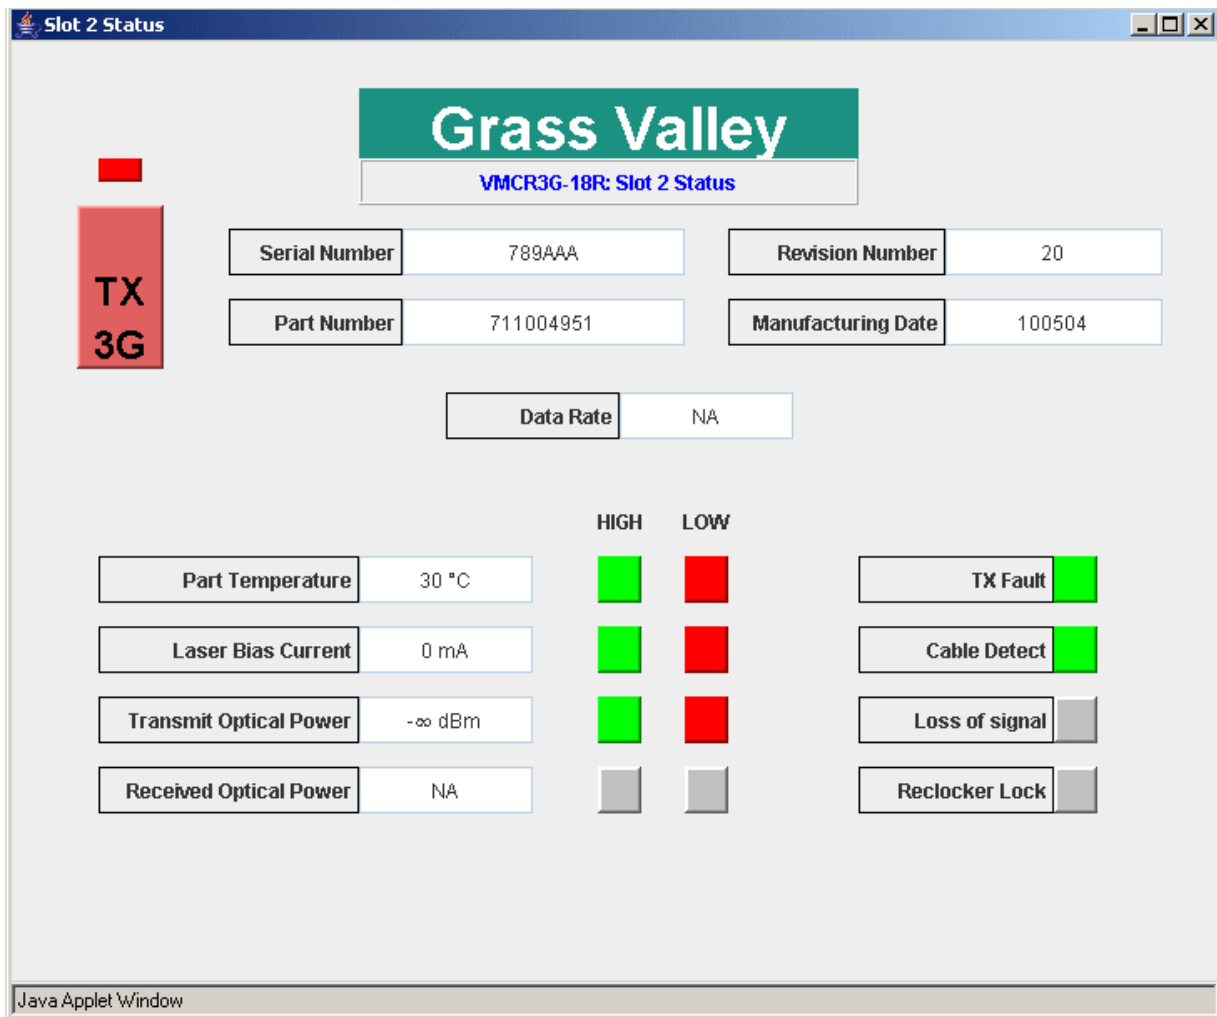 Slot 2 Status
Grass Valley
VMCR3G-18R: Slot 2 Status
TX
3G
Serial Number 789AAA Revision Number 20
Part Number 711004951 Manufacturing Date 100504
Data Rate NA
HIGH LOW
Part Temperature 30 °C TX Fault
Laser Bias Current 0 mA Cable Detect
Transmit Optical Power -∞ dBm Loss of signal
Received Optical Power NA Reclocker Lock
Java Applet Window